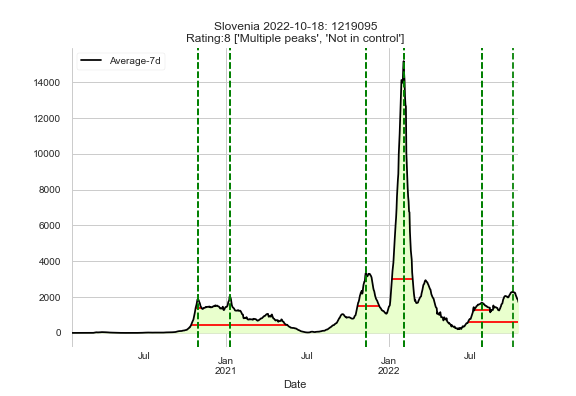 Slovenia 2022-10-18: 1219095
Rating:8 ['Multiple peaks', 'Not in control']
Average-7d
14000
12000
10000
8000
6000
4000
2000
0
Jul
Jan
2021
Jul
Jan
2022
Jul
Date